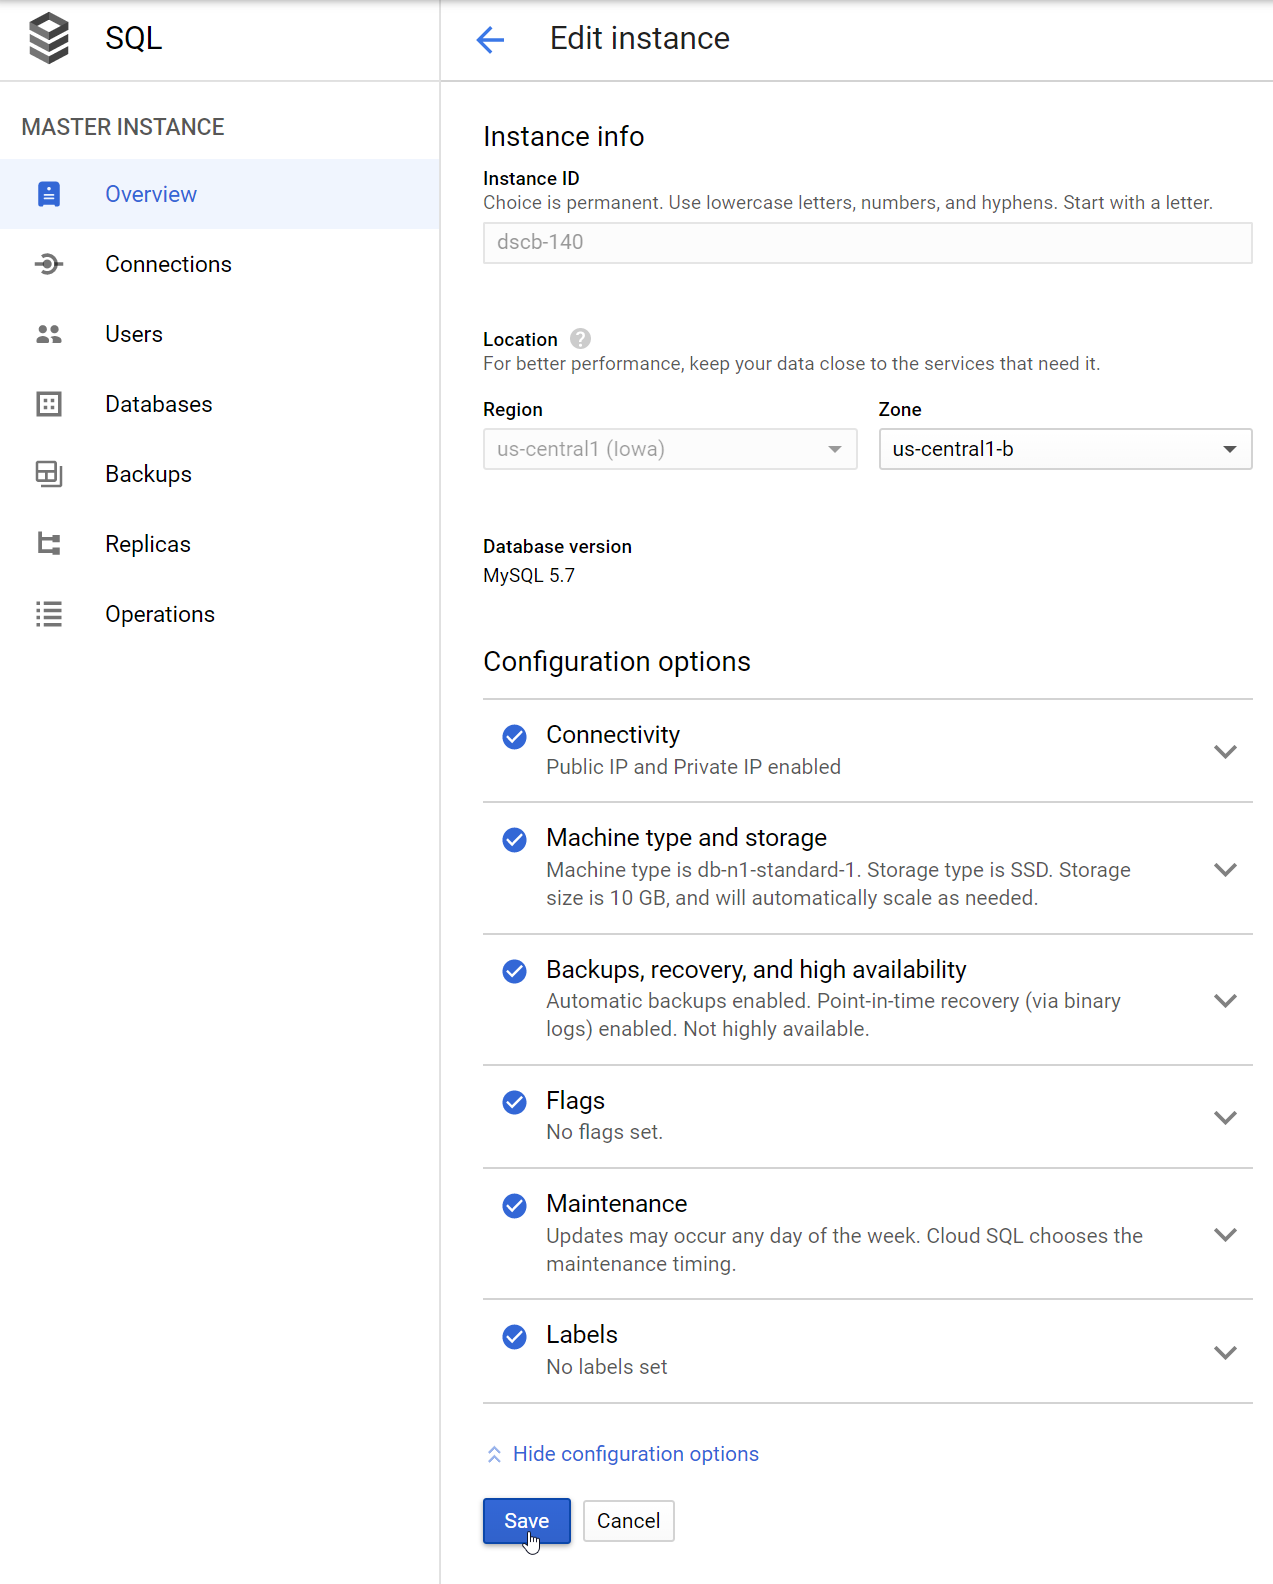 SQL
Edit instance
MASTER INSTANCE
Overview
Connections
Users
Databases
Backups
Replicas
Operations
Instance info
Instance ID
Choice is permanent. Use lowercase letters, numbers, and hyphens. Start with a letter.
dscb-140
Location ?
For better performance, keep your data close to the services that need it.
Region
Zone
us-central1 (Iowa)
us-central1-b
Database version
MySQL 5.7
Configuration options
Connectivity
Public IP and Private IP enabled
Machine type and storage
Machine type is db-n1-standard-1. Storage type is SSD. Storage
size is 10 GB, and will automatically scale as needed.
Backups, recovery, and high availability
Automatic backups enabled. Point-in-time recovery (via binary
logs) enabled. Not highly available.
Flags
No flags set.
Maintenance
Updates may occur any day of the week. Cloud SQL chooses the
maintenance timing.
Labels
No labels set
Hide configuration options
Save
Cancel